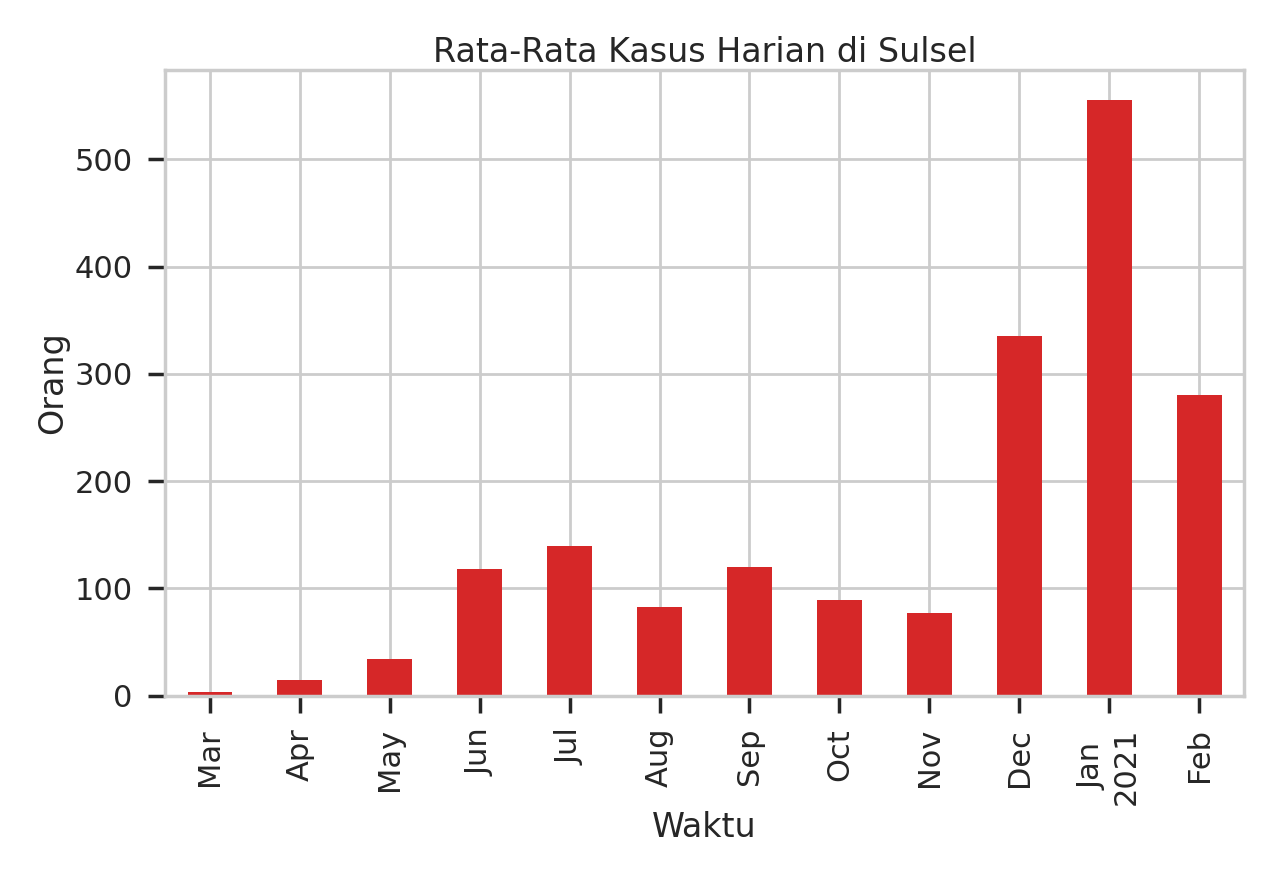 Rata-Rata Kasus Harian di Sulsel
500
400
300
200
100
0
Orang
Mar
Apr
May
Jun
Jul
Aug
Sep
Oct
Nov
Dec
Jan
2021
Feb
Waktu